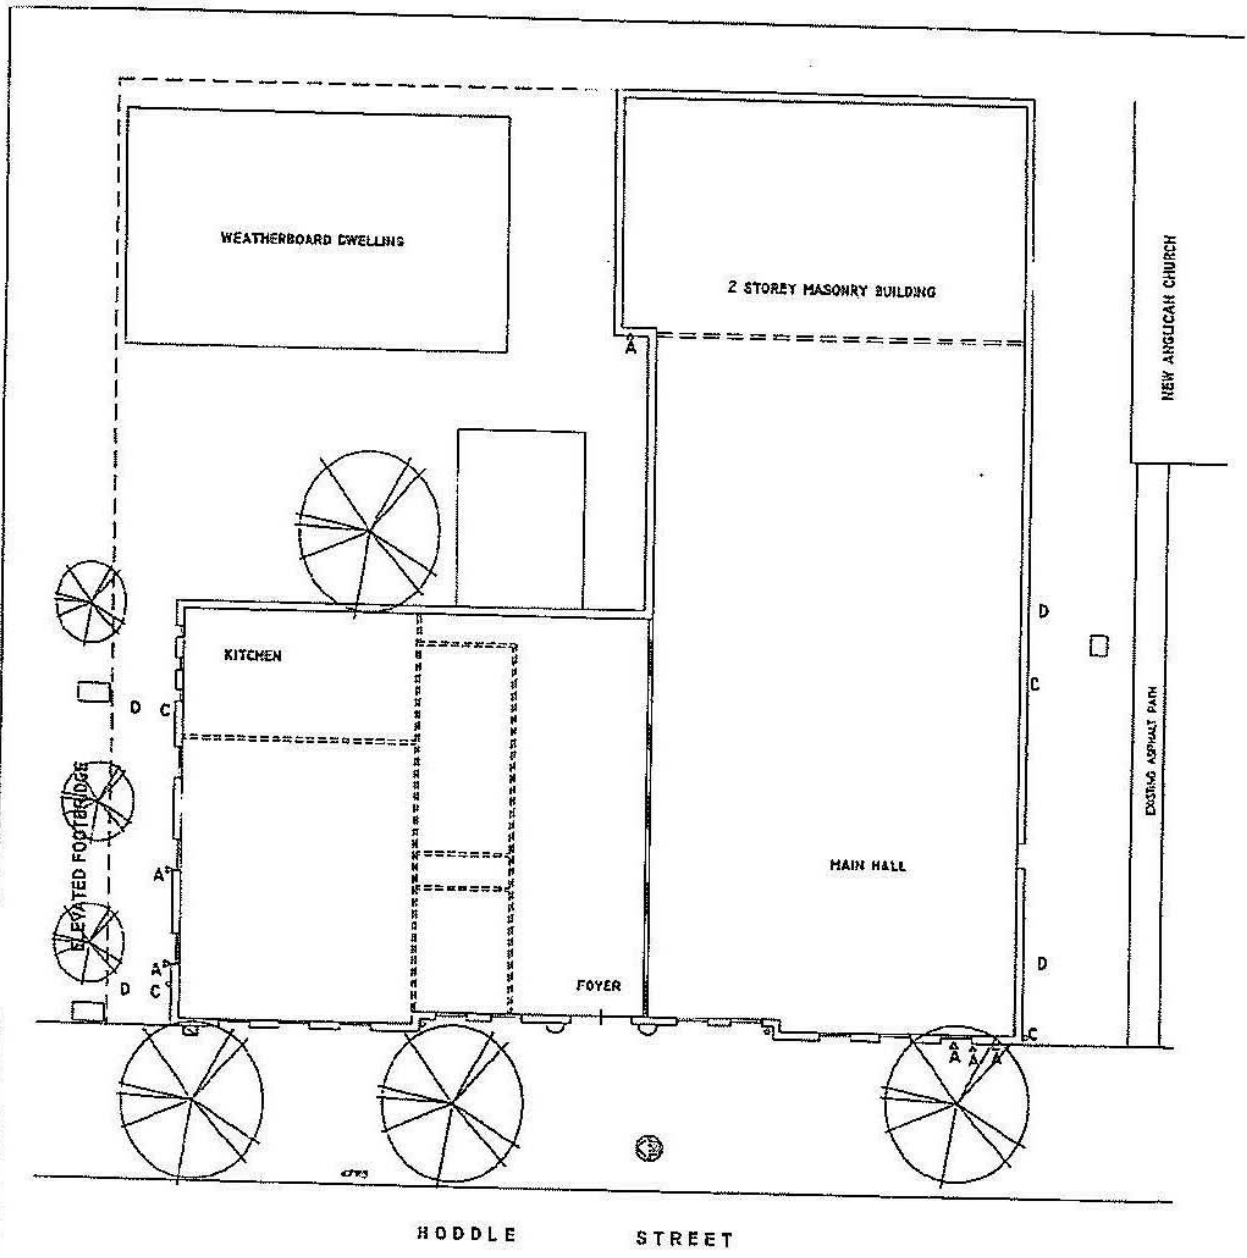 WEATHERBOARD DWELLING
2 STOREY MASONRY BUILDING
NEW ANGLICAN CHURCH
A
D
KITCHEN
C
D C
EXISTING ASPHALT PATH
ELEVATED FOOTBRIDGE
MAIN HALL
A
A
D
D C
FOYER
C
A A A
HODDLE STREET